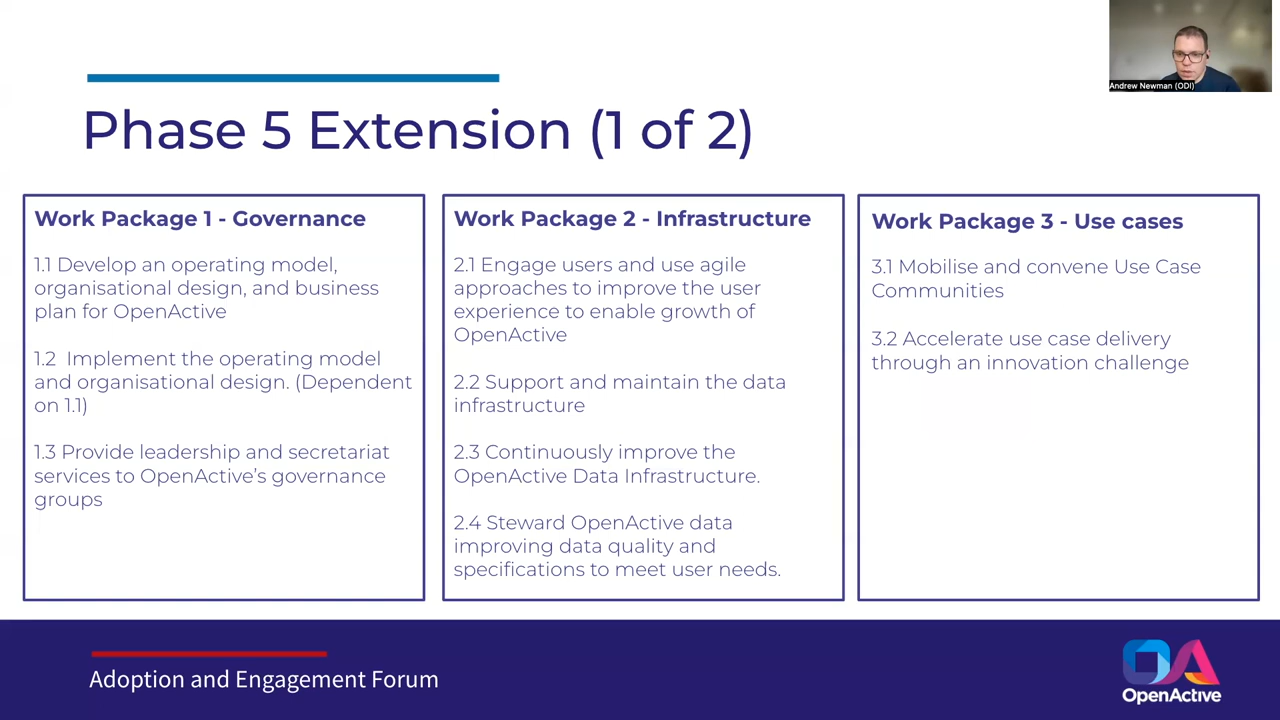 Andrew Newman (ODI)
Phase 5 Extension (1 of 2)
Work Package 1 - Governance
1.1 Develop an operating model,
organisational design, and business
plan for OpenActive
1.2 Implement the operating model
and organisational design. (Dependent
on 1.1)
1.3 Provide leadership and secretariat
services to OpenActive’s governance
groups
Work Package 2 - Infrastructure
2.1 Engage users and use agile
approaches to improve the user
experience to enable growth of
OpenActive
2.2 Support and maintain the data
infrastructure
2.3 Continuously improve the
OpenActive Data Infrastructure.
2.4 Steward OpenActive data
improving data quality and
specifications to meet user needs.
Work Package 3 - Use cases
3.1 Mobilise and convene Use Case
Communities
3.2 Accelerate use case delivery
through an innovation challenge
Adoption and Engagement Forum
OA
OpenActive